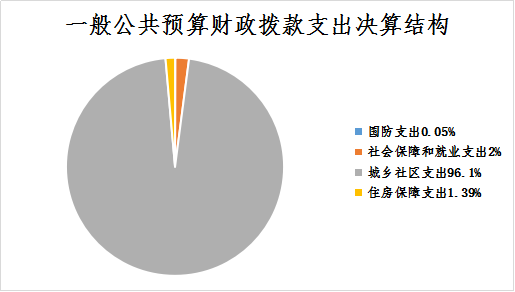 一般公共预算财政拨款支出决算结构
国防支出0.05%
社会保障和就业支出2%
城乡社区支出96.1%
住房保障支出1.39%